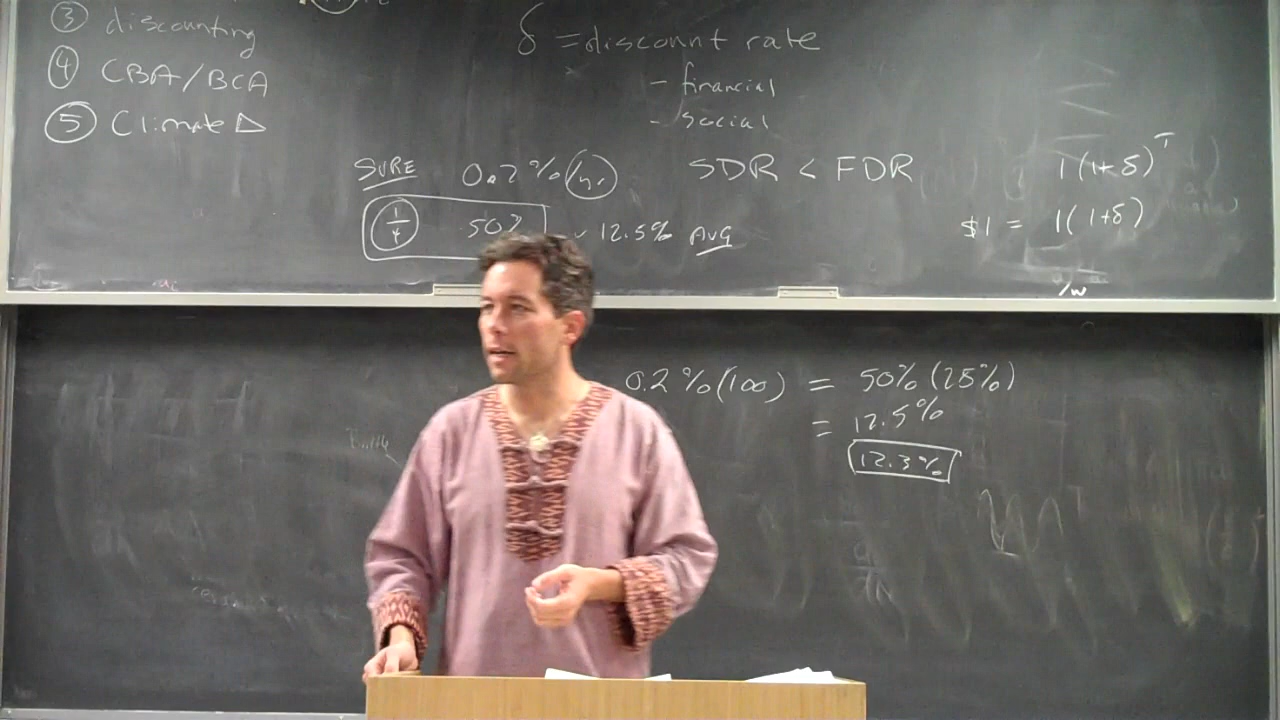 ③ discounting
④ CBA/BCA
⑤ Climate Δ
δ = discount rate
- financial
- social
SURE 0.2%/yr SDR < FDR 1(1+δ)^T
1/4 50% 12.5% AVG $1 = 1(1+δ)
/w
0.2%(100) = 50%(25%)
= 12.5%
12.3%